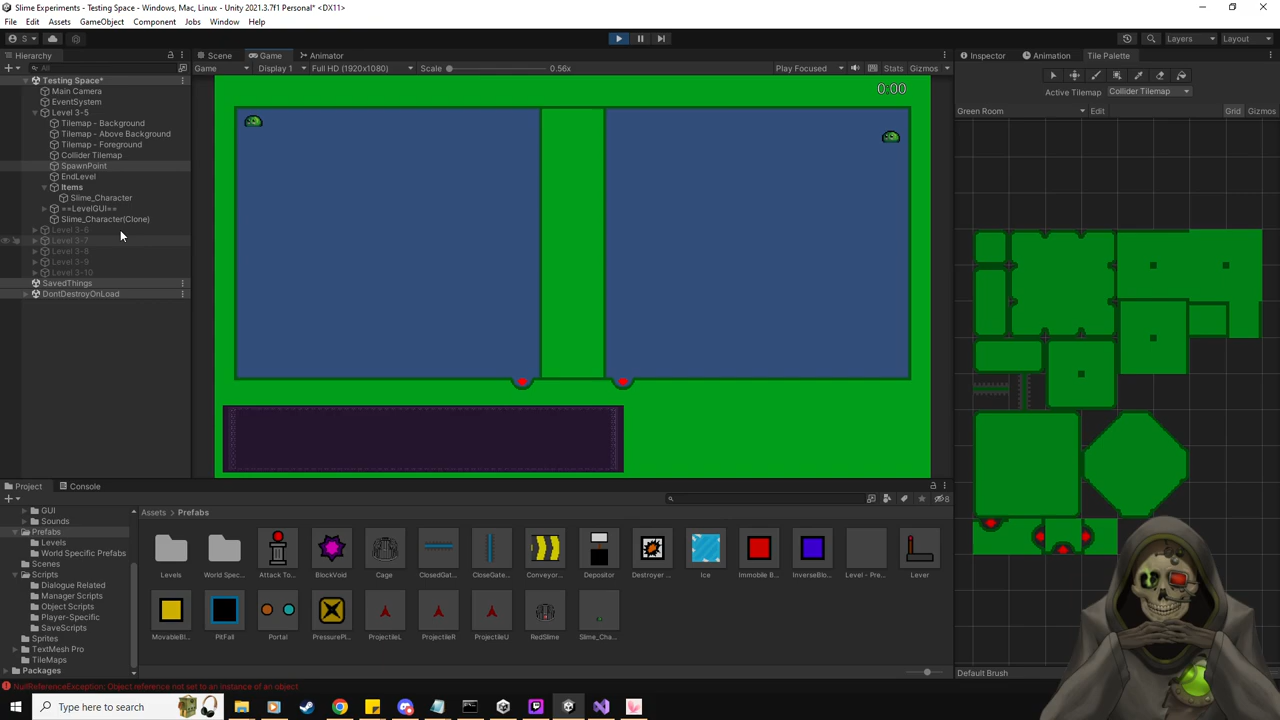 Slime Experiments - Testing Space - Windows, Mac, Linux - Unity 2021.3.7f1 Personal* <DX11>
File Edit Assets GameObject Component Jobs Window Help
S Layers Layout
Hierarchy Scene Game Animator Inspector Animation Tile Palette
All Game Display 1 Full HD (1920x1080) Scale 0.56x Play Focused Stats Gizmos
Testing Space*
Main Camera
EventSystem
Level 3-5
Tilemap - Background
Tilemap - Above Background
Tilemap - Foreground
Collider Tilemap
SpawnPoint
EndLevel
Items
Slime_Character
==LevelGUI==
Slime_Character(Clone)
Level 3-6
Level 3-7
Level 3-8
Level 3-9
Level 3-10
SavedThings
DontDestroyOnLoad
0:00
Active Tilemap Collider Tilemap
Green Room Edit Grid Gizmos
Project Console
GUI
Sounds
Prefabs
Levels
World Specific Prefabs
Scenes
Scripts
Dialogue Related
Manager Scripts
Object Scripts
Player-Specific
SaveScripts
Sprites
TextMesh Pro
TileMaps
Packages
Assets > Prefabs
8
Levels World Spec... Attack To... BlockVoid Cage ClosedGat... CloseGate... Conveyor... Depositor Destroyer ... Ice Immobile B... InverseBlo... Level - Pre... Lever
MovableBl... PitFall Portal PressurePl... ProjectileL ProjectileR ProjectileU RedSlime Slime_Cha...
Default Brush
NullReferenceException: Object reference not set to an instance of an object
Type here to search